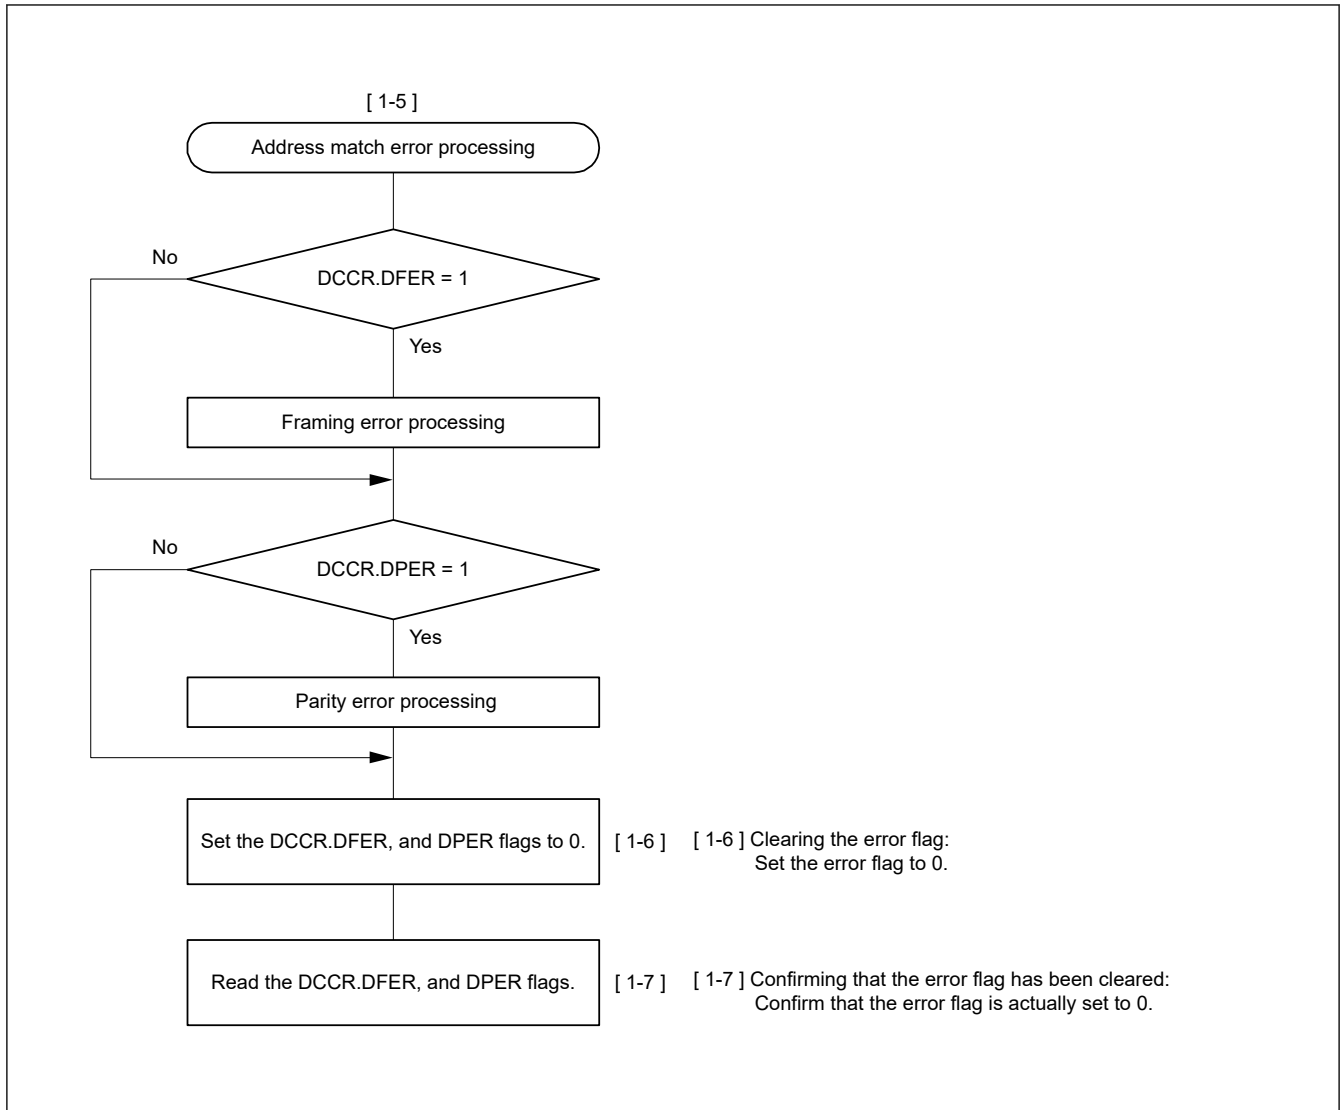 [ 1-5 ]
Address match error processing
No
DCCR.DFER = 1
Yes
Framing error processing
No
DCCR.DPER = 1
Yes
Parity error processing
Set the DCCR.DFER, and DPER flags to 0.
[ 1-6 ]
[ 1-6 ] Clearing the error flag:
Set the error flag to 0.
Read the DCCR.DFER, and DPER flags.
[ 1-7 ]
[ 1-7 ] Confirming that the error flag has been cleared:
Confirm that the error flag is actually set to 0.